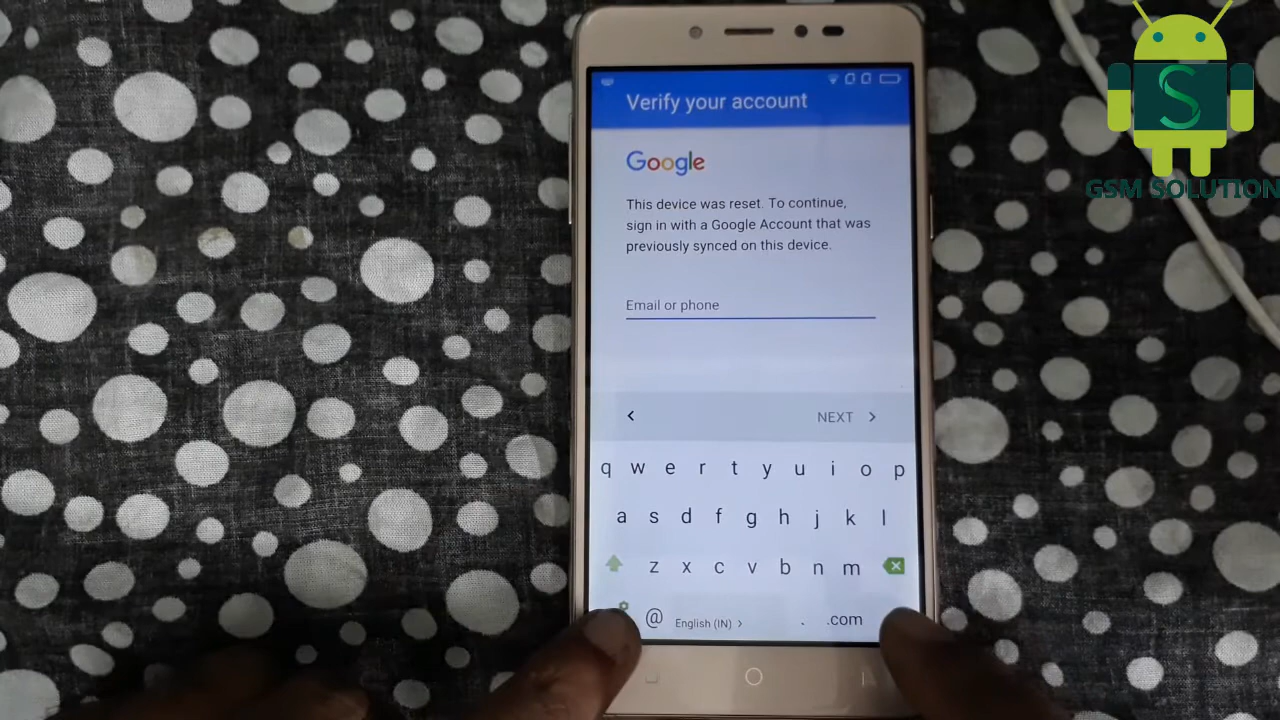 Verify your account
Google
This device was reset. To continue,
sign in with a Google Account that was
previously synced on this device.
Email or phone
NEXT
q w e r t y u i o p
a s d f g h j k l
z x c v b n m
@ English (IN) . .com
S
GSM SOLUTION